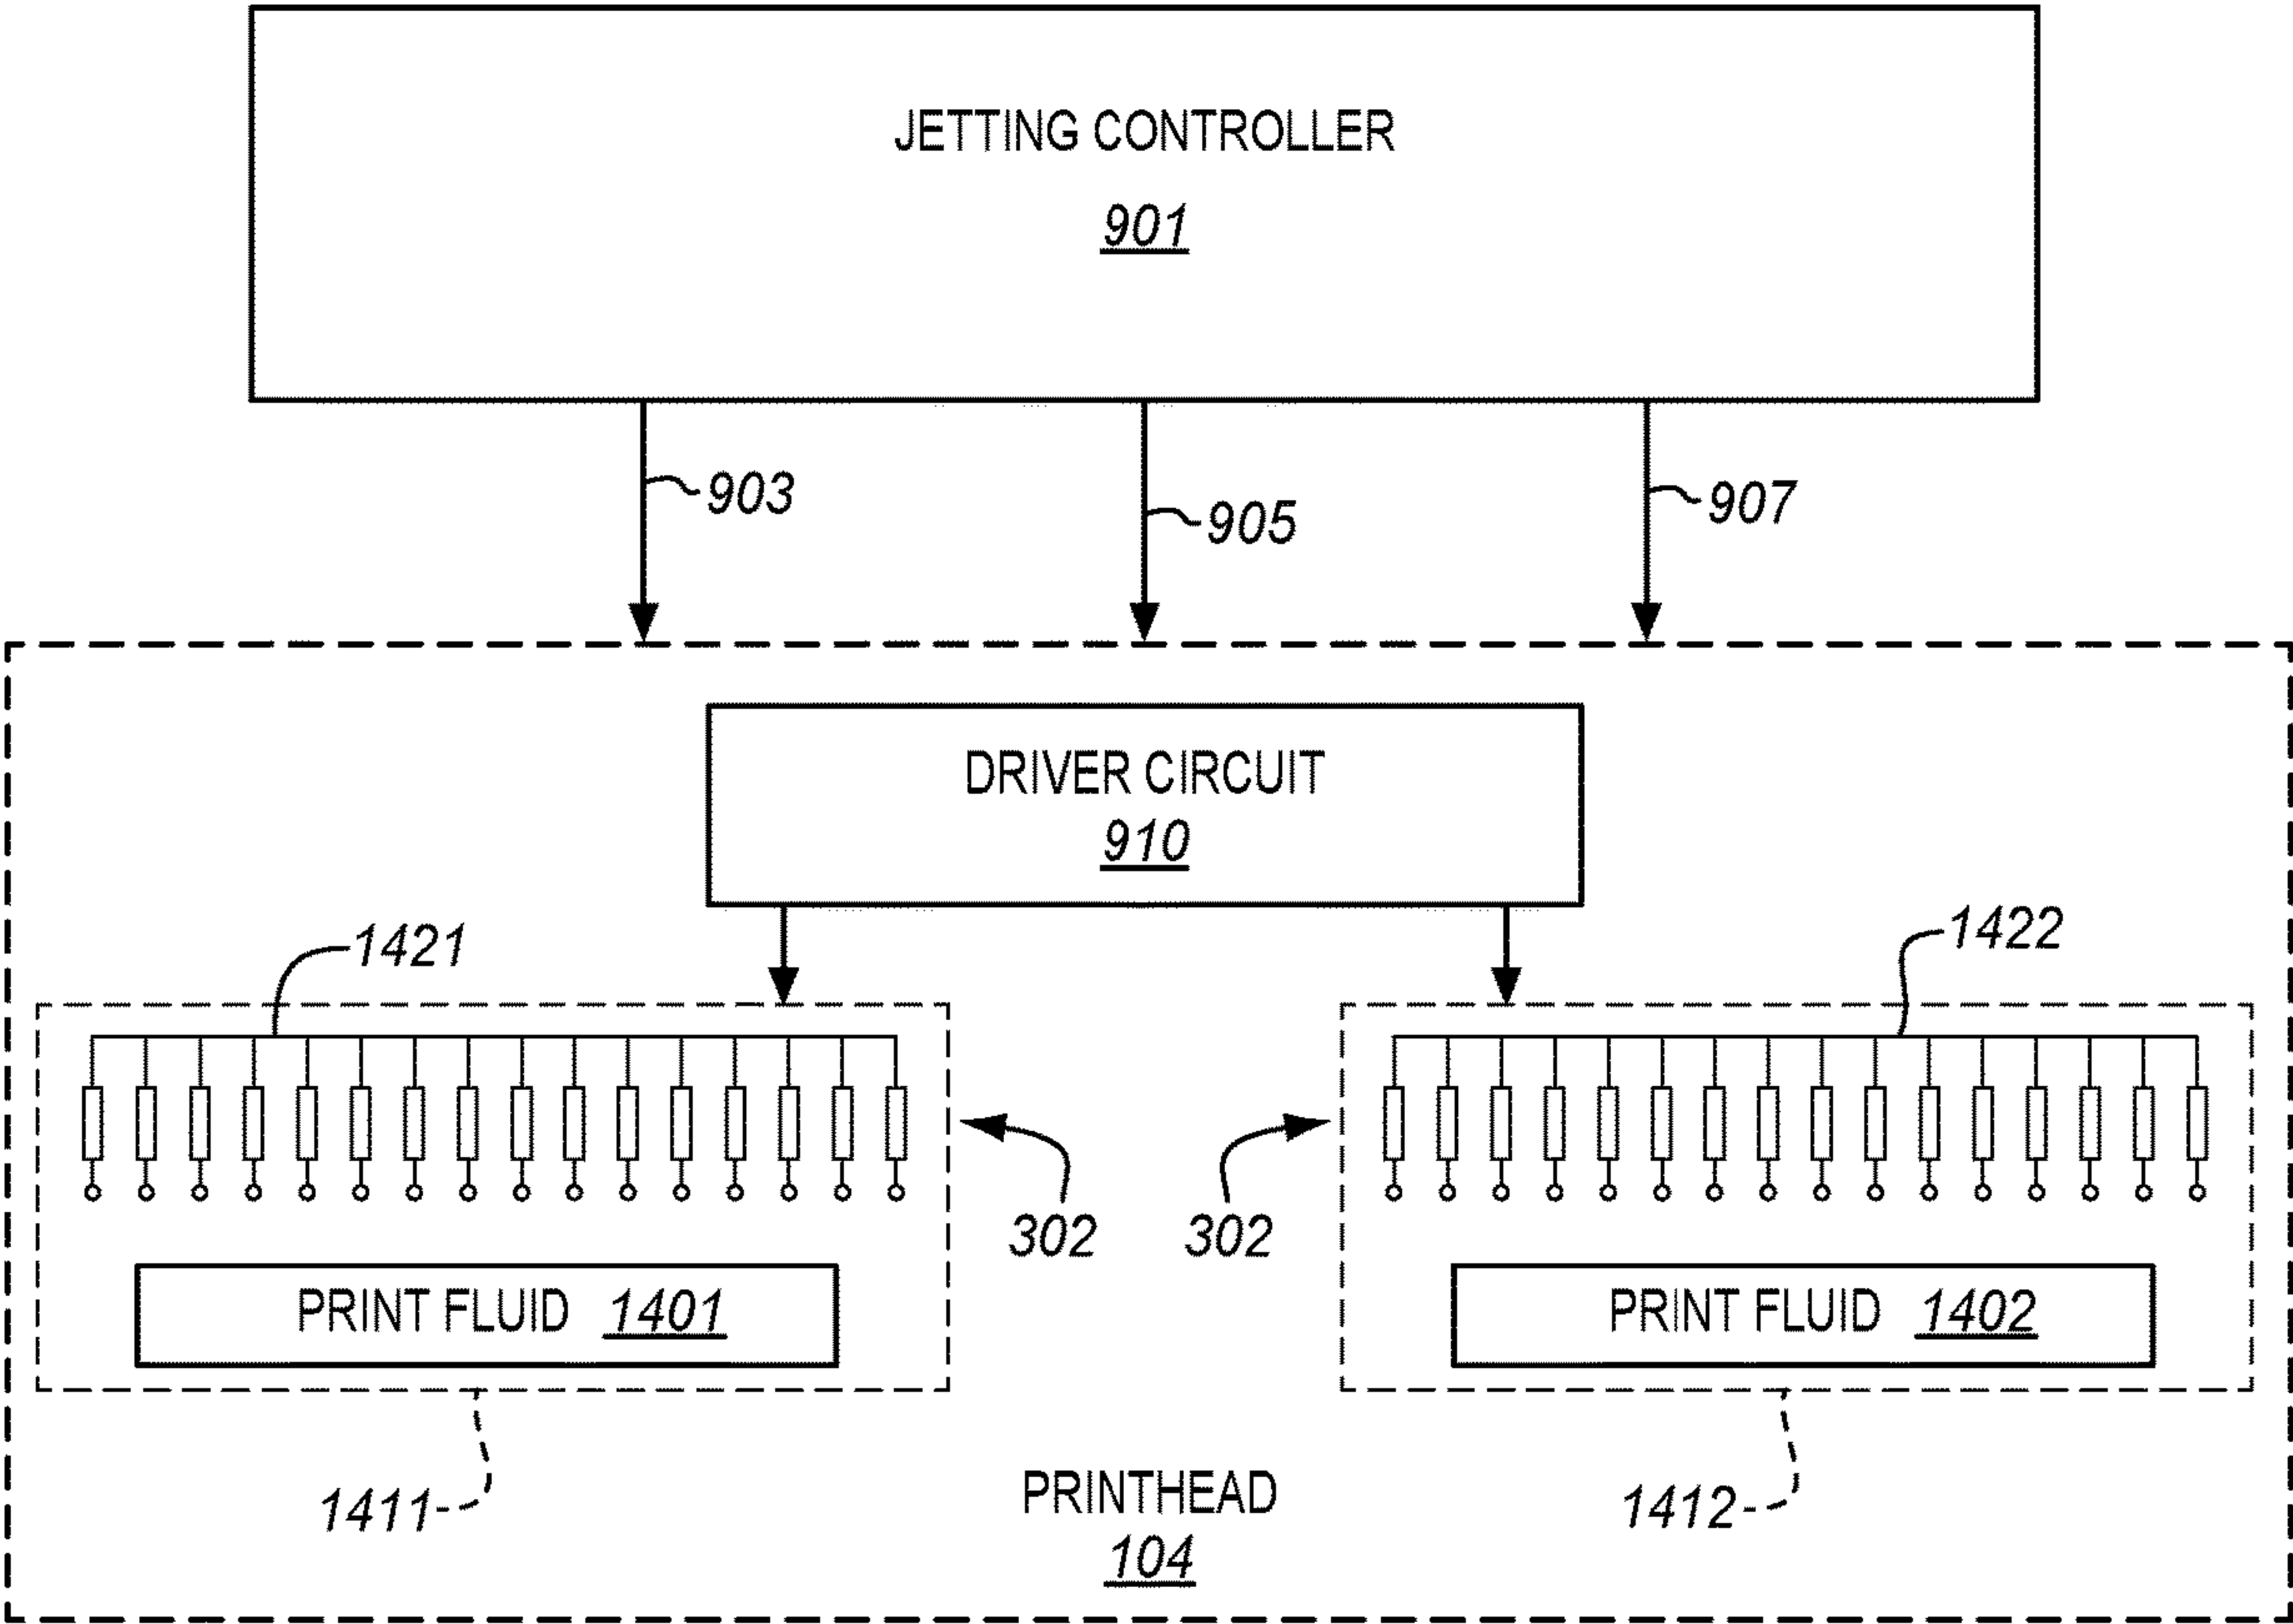 JETTING CONTROLLER
901
903
905
907
DRIVER CIRCUIT
910
1421
1422
302
302
PRINT FLUID 1401
PRINT FLUID 1402
1411
PRINTHEAD
104
1412